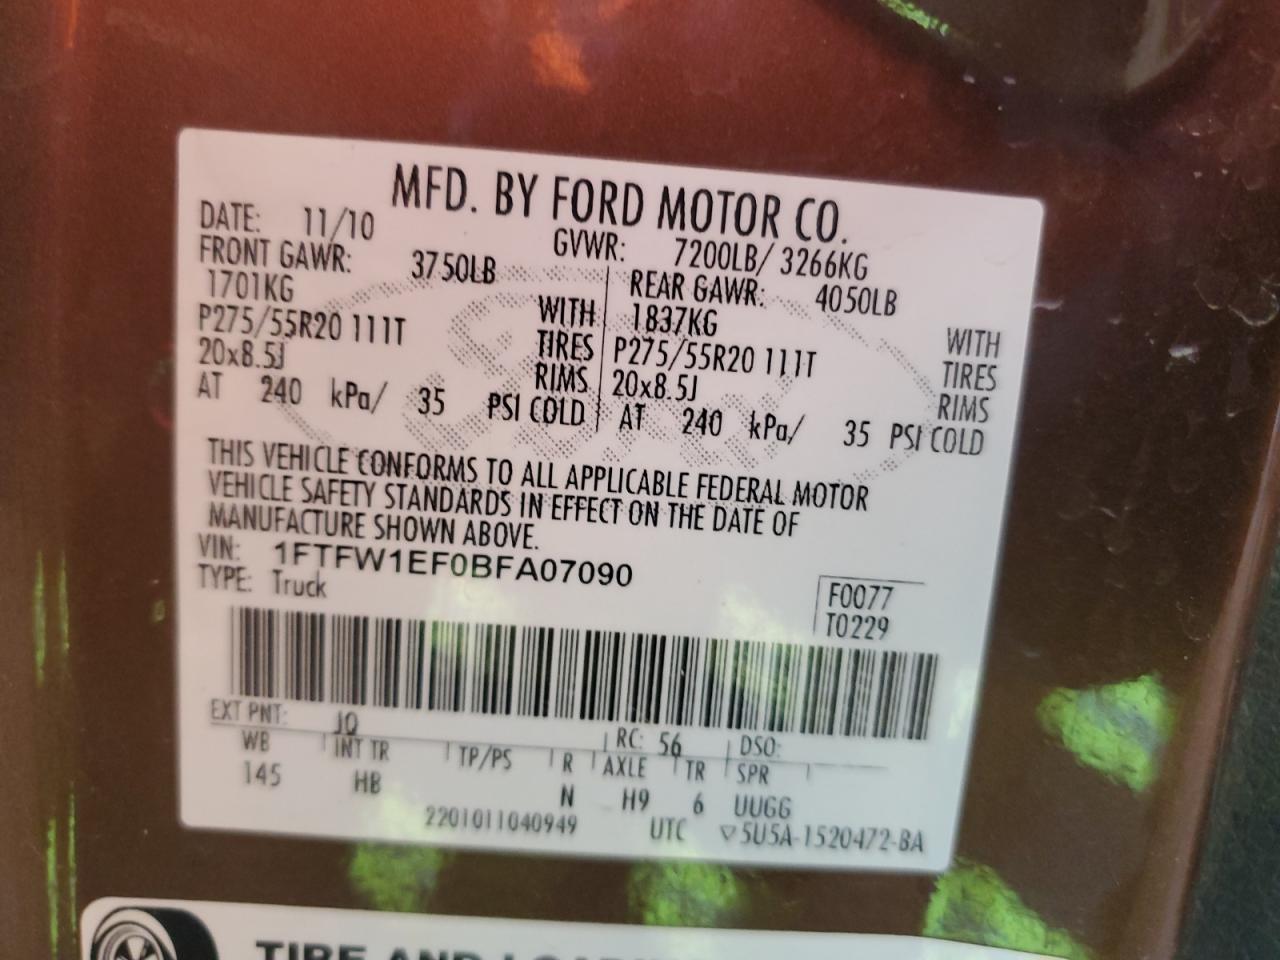 MFD. BY FORD MOTOR CO.
DATE: 11/10 GVWR: 7200LB/ 3266KG
FRONT GAWR: 3750LB REAR GAWR: 4050LB
1701KG WITH 1837KG WITH
P275/55R20 111T TIRES P275/55R20 111T TIRES
20x8.5J RIMS 20x8.5J RIMS
AT 240 kPa/ 35 PSI COLD AT 240 kPa/ 35 PSI COLD
THIS VEHICLE CONFORMS TO ALL APPLICABLE FEDERAL MOTOR
VEHICLE SAFETY STANDARDS IN EFFECT ON THE DATE OF
MANUFACTURE SHOWN ABOVE.
VIN: 1FTFW1EF0BFA07090
TYPE: Truck
F0077
T0229
EXT PNT: JQ RC: 56 DSO:
WB INT TR TP/PS R AXLE TR SPR
145 HB N H9 6 UUGG
2201011040949 UTC ▽5U5A-1520472-BA
TIRE AND